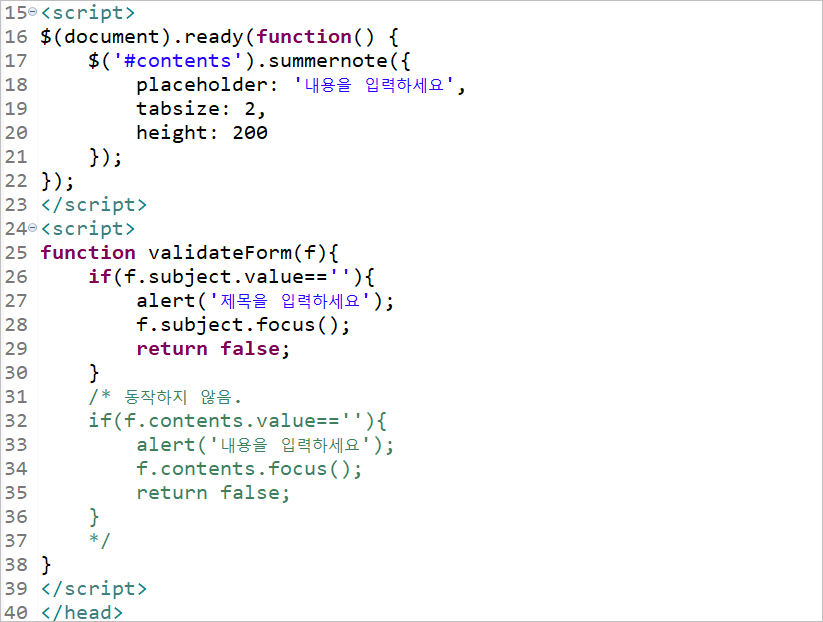 15 <script>
16 $(document).ready(function() {
17     $('#contents').summernote({
18         placeholder: '내용을 입력하세요',
19         tabsize: 2,
20         height: 200
21     });
22 });
23 </script>
24 <script>
25 function validateForm(f){
26     if(f.subject.value==''){
27         alert('제목을 입력하세요');
28         f.subject.focus();
29         return false;
30     }
31     /* 동작하지 않음.
32     if(f.contents.value==''){
33         alert('내용을 입력하세요');
34         f.contents.focus();
35         return false;
36     }
37     */
38 }
39 </script>
40 </head>